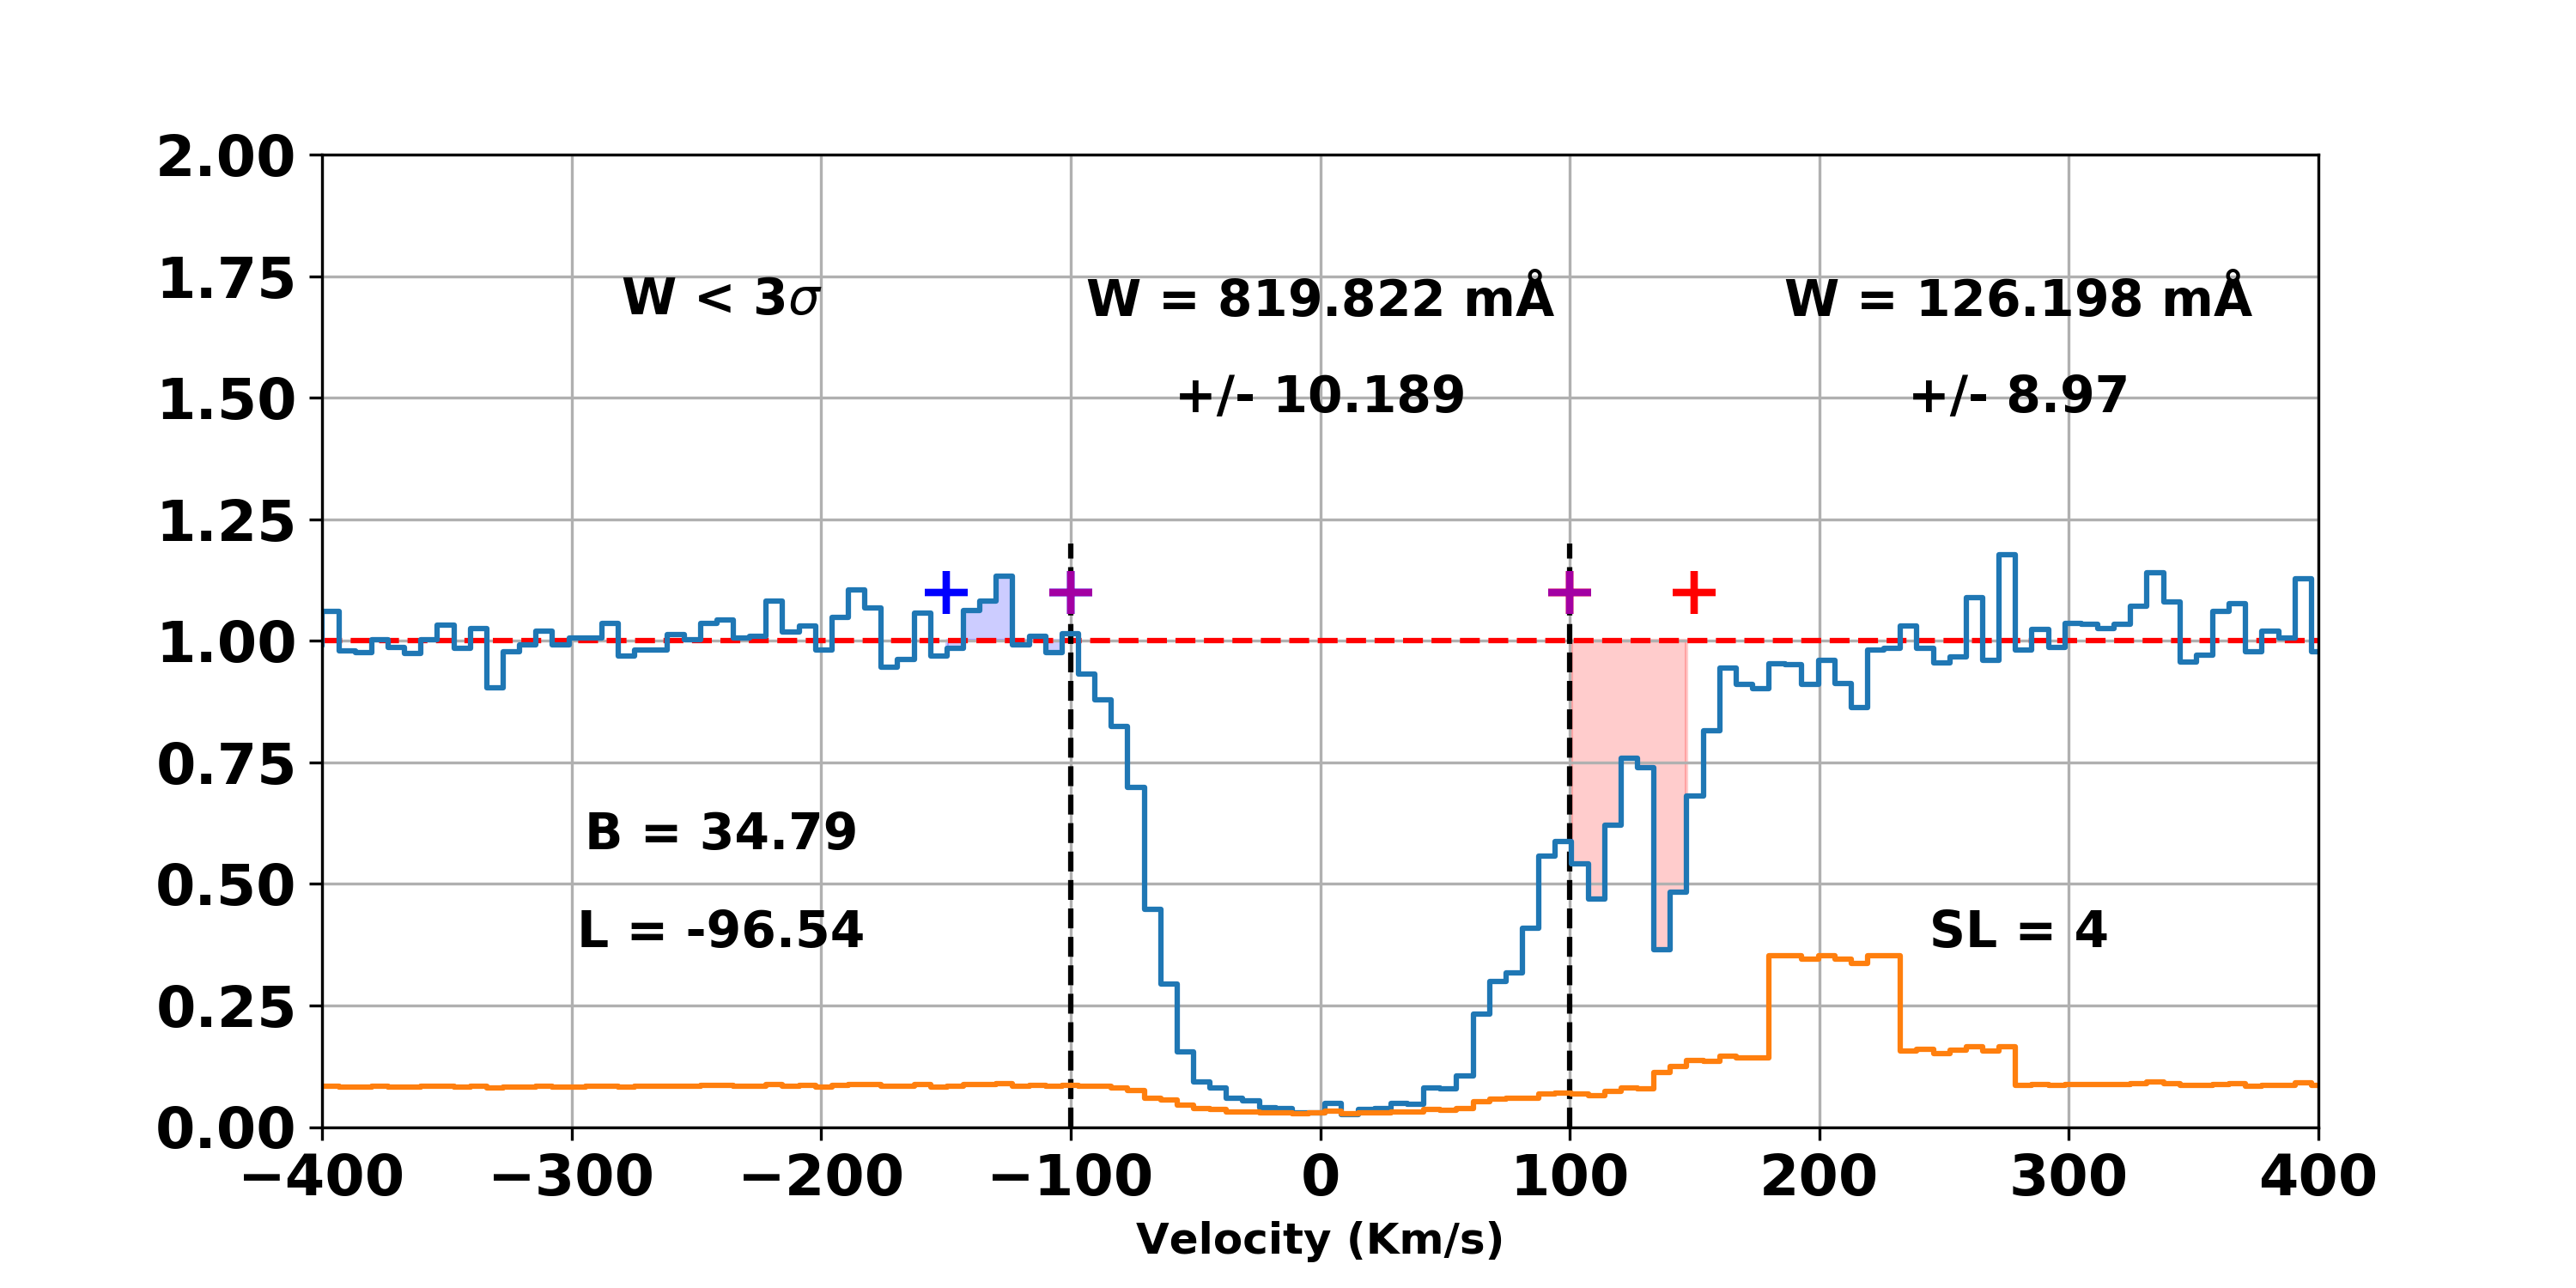 2.00
1.75
W < 3σ
W = 819.822 mÅ
W = 126.198 mÅ
1.50
+/- 10.189
+/- 8.97
1.25
1.00
0.75
B = 34.79
0.50
L = -96.54
SL = 4
0.25
0.00
−400 −300 −200 −100 0 100 200 300 400
Velocity (Km/s)